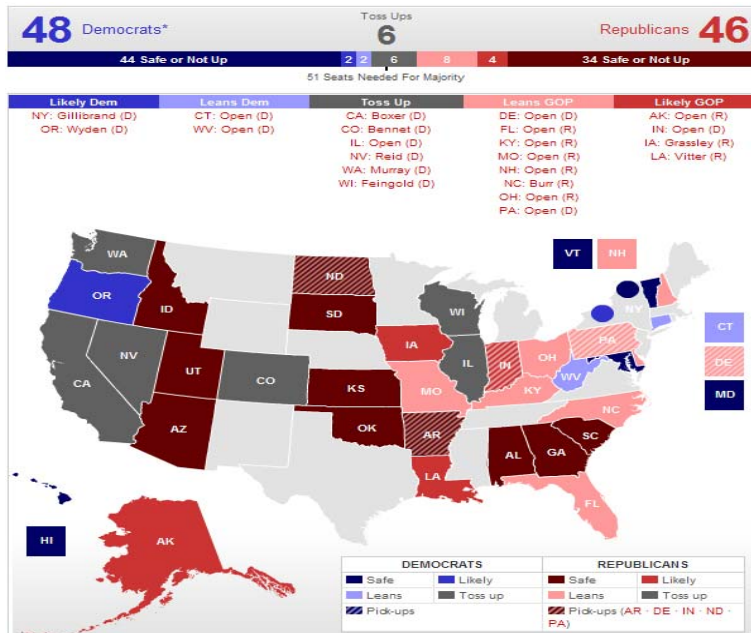 48 Democrats*
Toss Ups
6
Republicans 46
44 Safe or Not Up
2
2
6
8
4
34 Safe or Not Up
51 Seats Needed For Majority
Likely Dem
Leans Dem
Toss Up
Leans GOP
Likely GOP
NY: Gillibrand (D)
OR: Wyden (D)
CT: Open (D)
WV: Open (D)
CA: Boxer (D)
CO: Bennet (D)
IL: Open (D)
NV: Reid (D)
WA: Murray (D)
WI: Feingold (D)
DE: Open (D)
FL: Open (R)
KY: Open (R)
MO: Open (R)
NH: Open (R)
NC: Burr (R)
OH: Open (R)
PA: Open (D)
AK: Open (R)
IN: Open (D)
IA: Grassley (R)
LA: Vitter (R)
WA
ND
VT
NH
OR
ID
SD
WI
NY
CT
NV
UT
CO
IA
IL
IN
OH
PA
DE
CA
KS
MO
KY
WV
MD
AZ
OK
AR
NC
SC
AL
GA
LA
FL
HI
AK
DEMOCRATS
REPUBLICANS
Safe
Likely
Safe
Likely
Leans
Toss up
Leans
Toss up
Pick-ups
Pick-ups (AR · DE · IN · ND ·
PA)